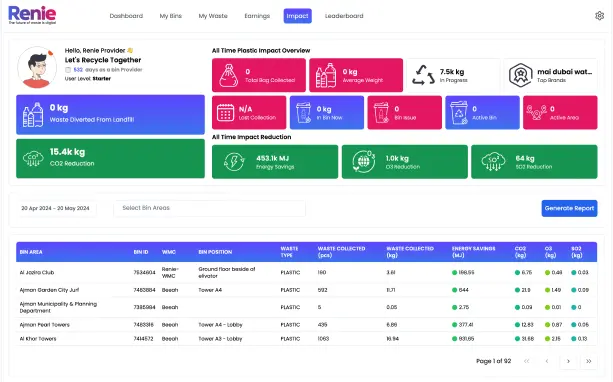 Renie
The future of waste is digital
Dashboard My Bins My Waste Earnings Impact Leaderboard
Hello, Renie Provider 👋
Let's Recycle Together
532 days as a bin Provider
User Level: Starter
0 kg
Waste Diverted From Landfill
15.4k kg
CO2 Reduction
All Time Plastic Impact Overview
0
Total Bag Collected
0 kg
Average Weight
7.5k kg
In Progress
mai dubai wat...
Top Brands
N/A
Last Collection
0 kg
In Bin Now
0
Bin Issue
0
Active Bin
0
Active Area
All Time Impact Reduction
453.1k MJ
Energy Savings
1.0k kg
O3 Reduction
64 kg
SO2 Reduction
20 Apr 2024 - 20 May 2024
Select Bin Areas
Generate Report
BIN AREA BIN ID WMC BIN POSITION WASTE TYPE WASTE COLLECTED (pcs) WASTE COLLECTED (kg) ENERGY SAVINGS (MJ) CO2 (kg) O3 (kg) SO2 (kg)
Al Jazira Club 7534604 Renie-WMC Ground floor beside of elivator PLASTIC 190 3.61 198.55 6.75 0.46 0.03
Ajman Garden City Jurf 7483884 Beeah Tower A4 PLASTIC 592 11.71 644 21.9 1.49 0.09
Ajman Municipality & Planning Department 7385984 Beeah PLASTIC 5 0.05 2.75 0.09 0.01 0
Ajman Pearl Towers 7483316 Beeah Tower A4 - Lobby PLASTIC 435 6.86 377.41 12.83 0.87 0.05
Al Khor Towers 7414572 Beeah Tower A3 - Lobby PLASTIC 1063 16.94 931.65 31.68 2.15 0.13
Page 1 of 92